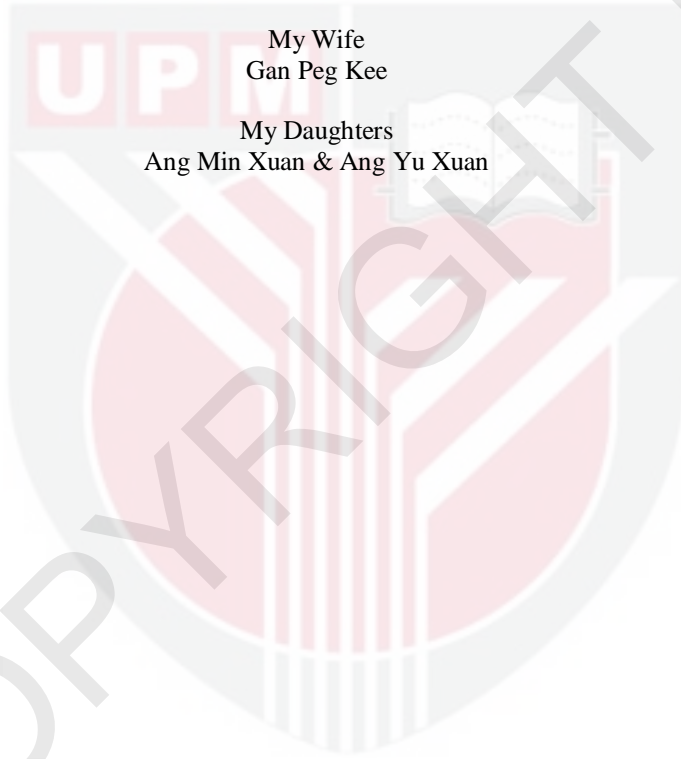 UPM
My Wife
Gan Peg Kee
My Daughters
Ang Min Xuan & Ang Yu Xuan
COPYRIGHT